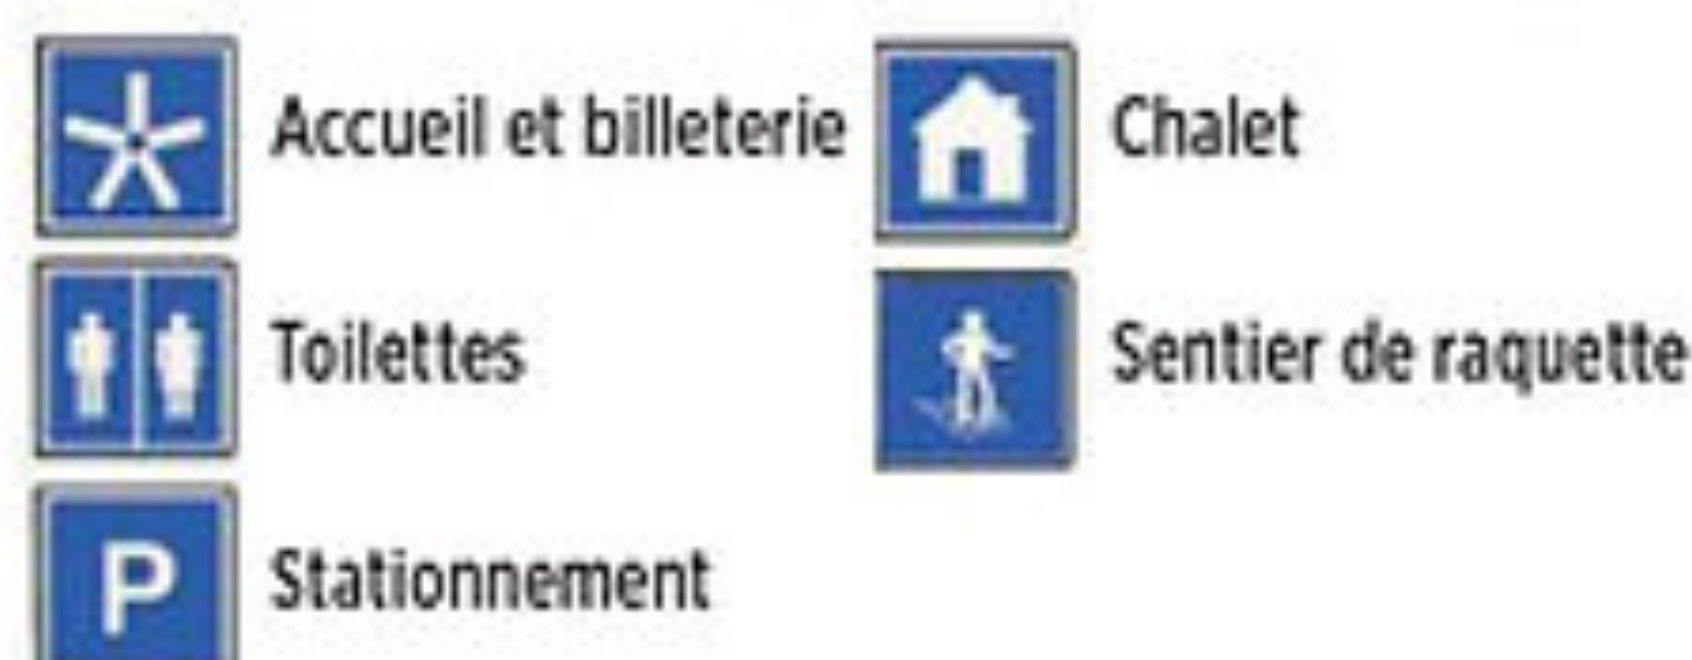 Accueil et billeterie
Chalet
Toilettes
Sentier de raquette
P
Stationnement